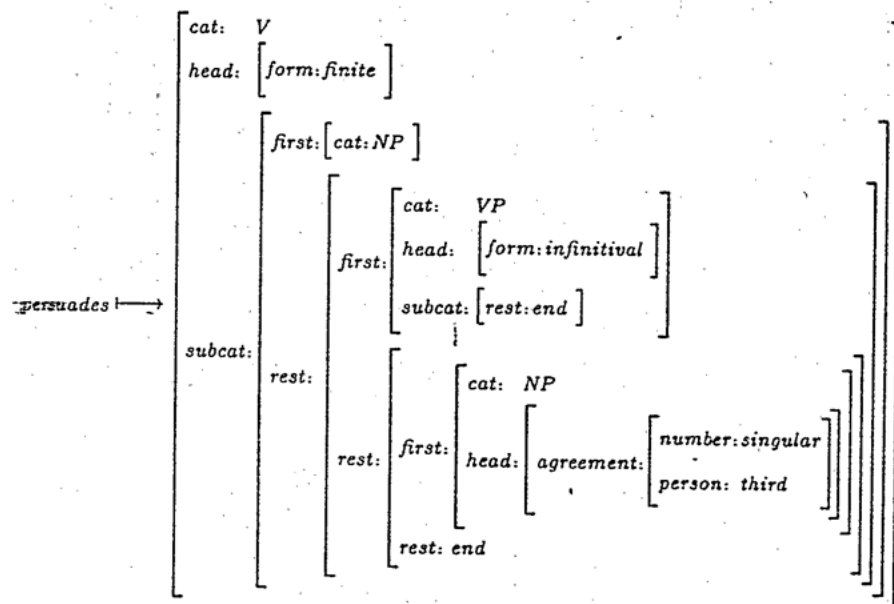 cat: V
head: [form:finite]
first: [cat:NP]
cat: VP
head: [form:infinitival]
first:
persuades ⟼
subcat: [rest:end]
subcat:
rest:
cat: NP
first:
head: [agreement: [number:singular
rest:
person: third]]
rest: end